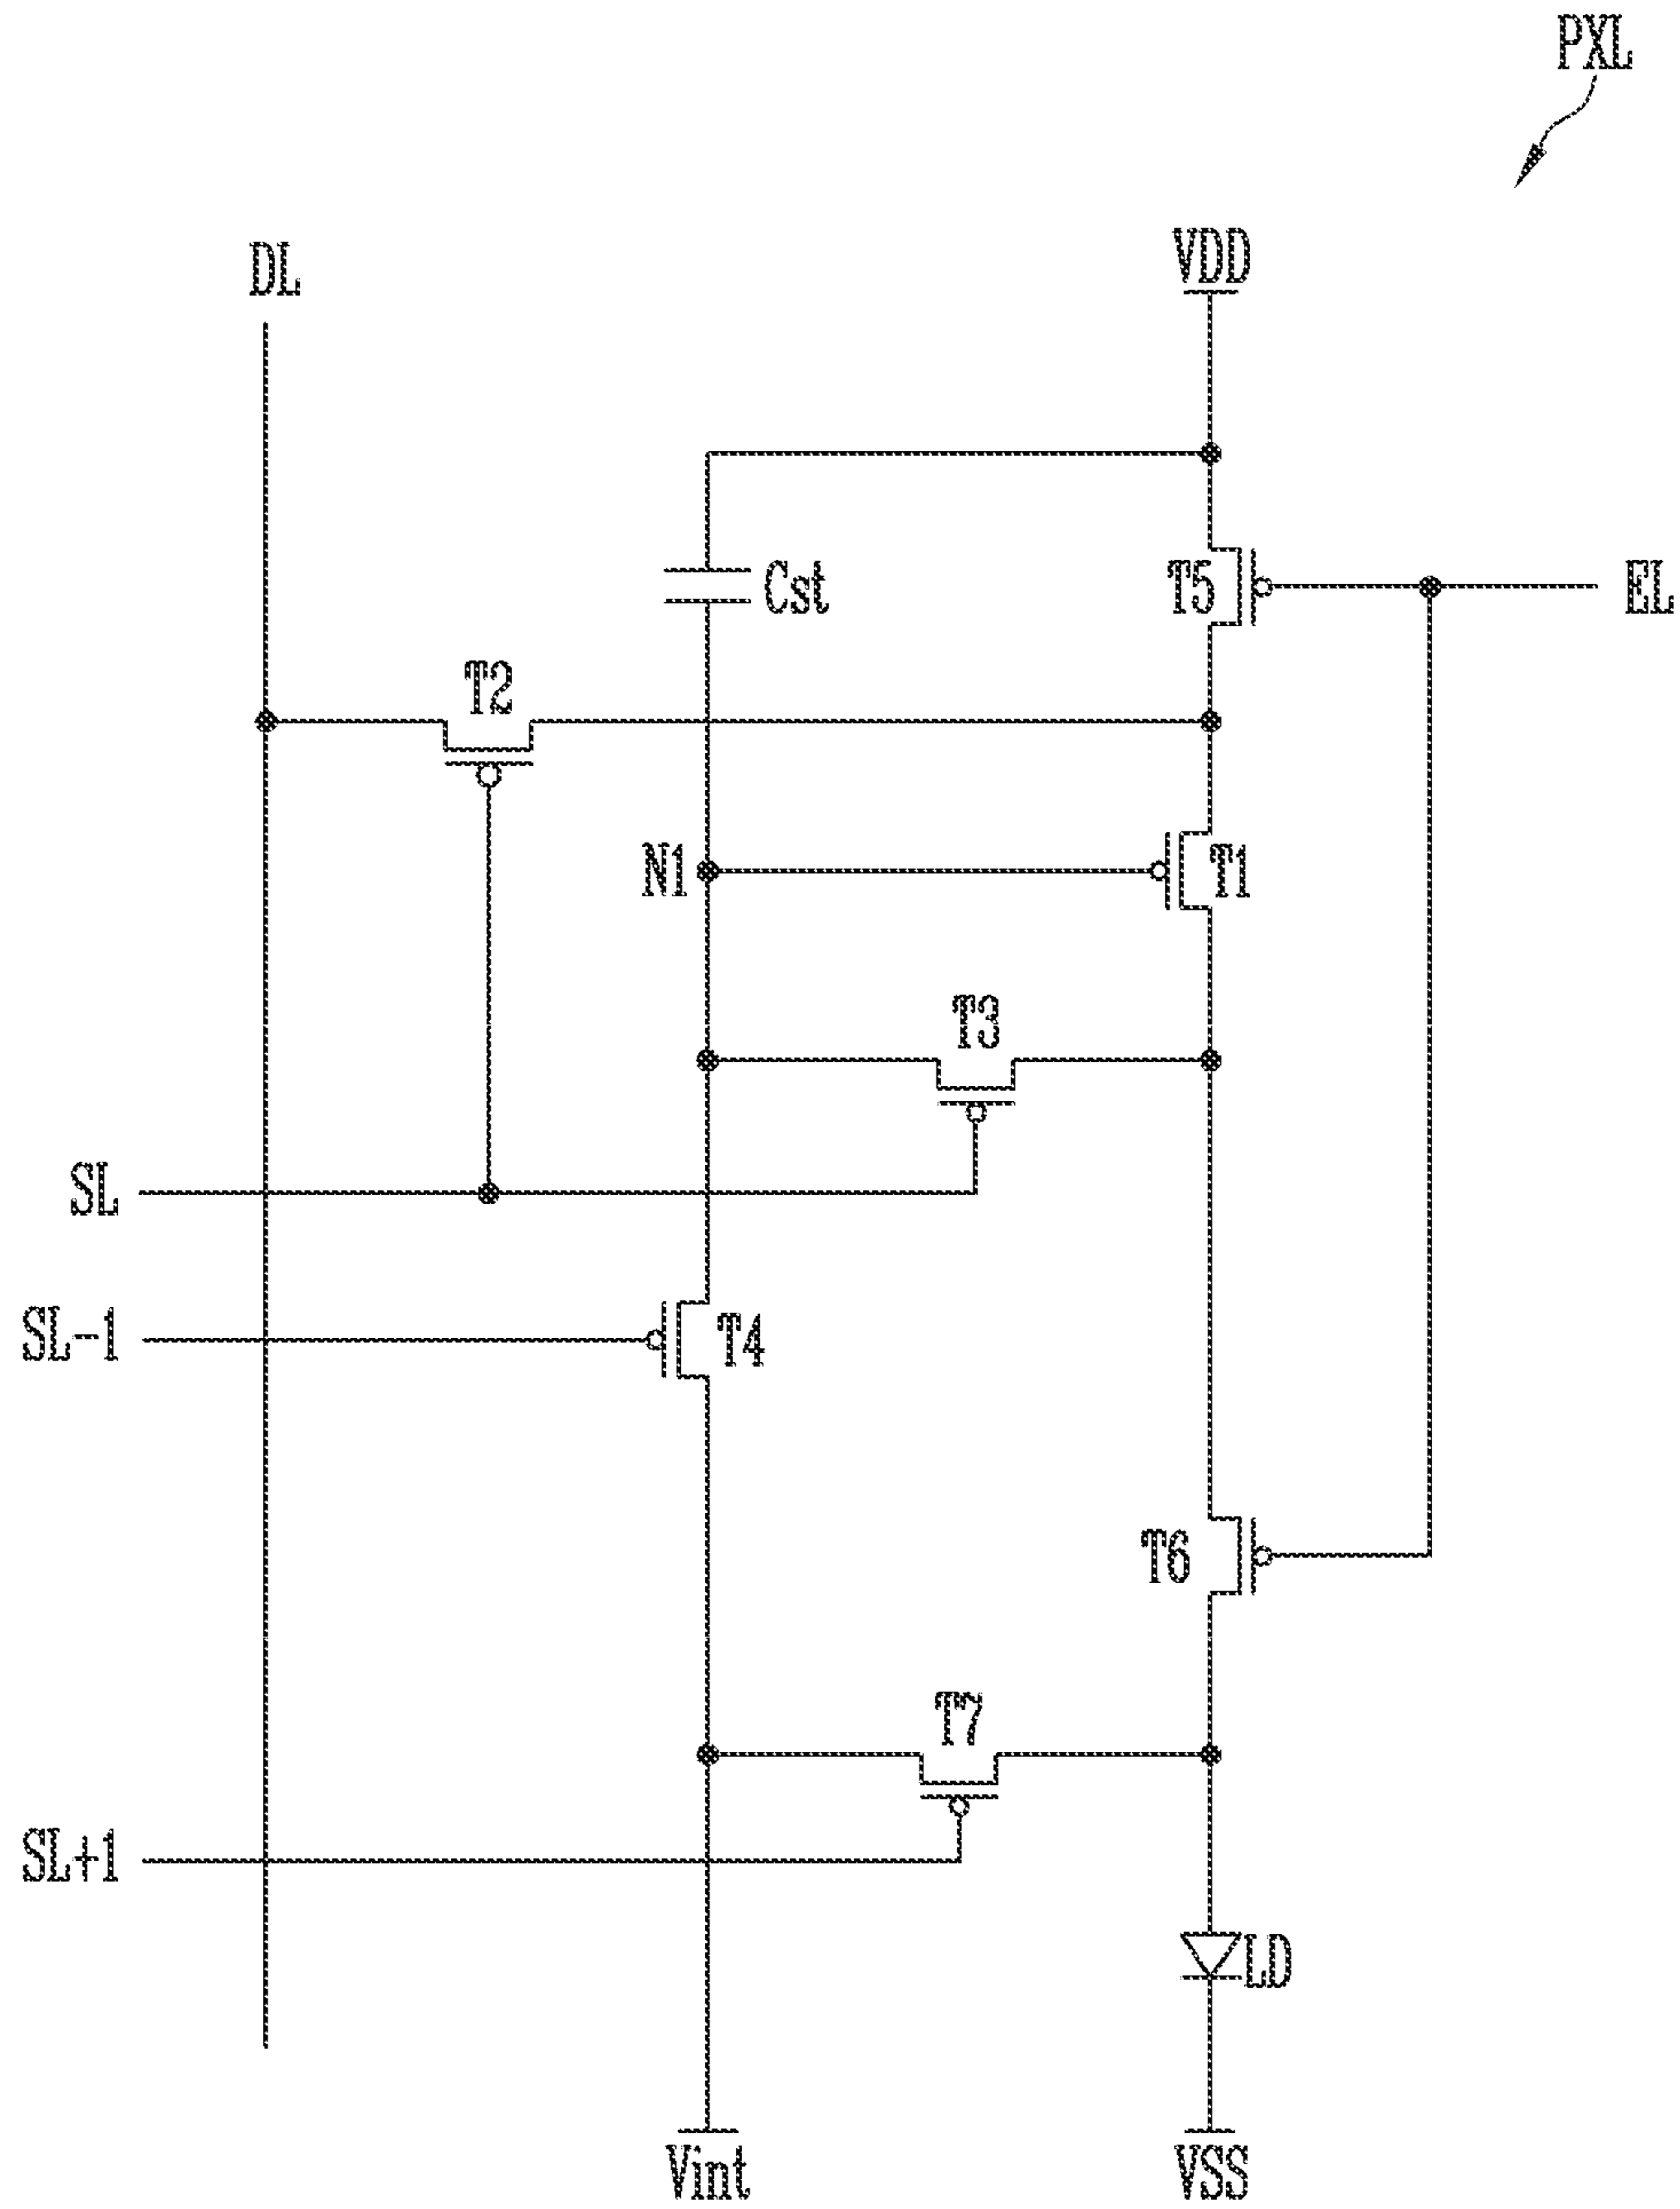 PXL
DL
VDD
Cst
T5
EL
T2
N1
T1
T3
SL
SL-1
T4
T6
T7
SL+1
LD
Vint
VSS